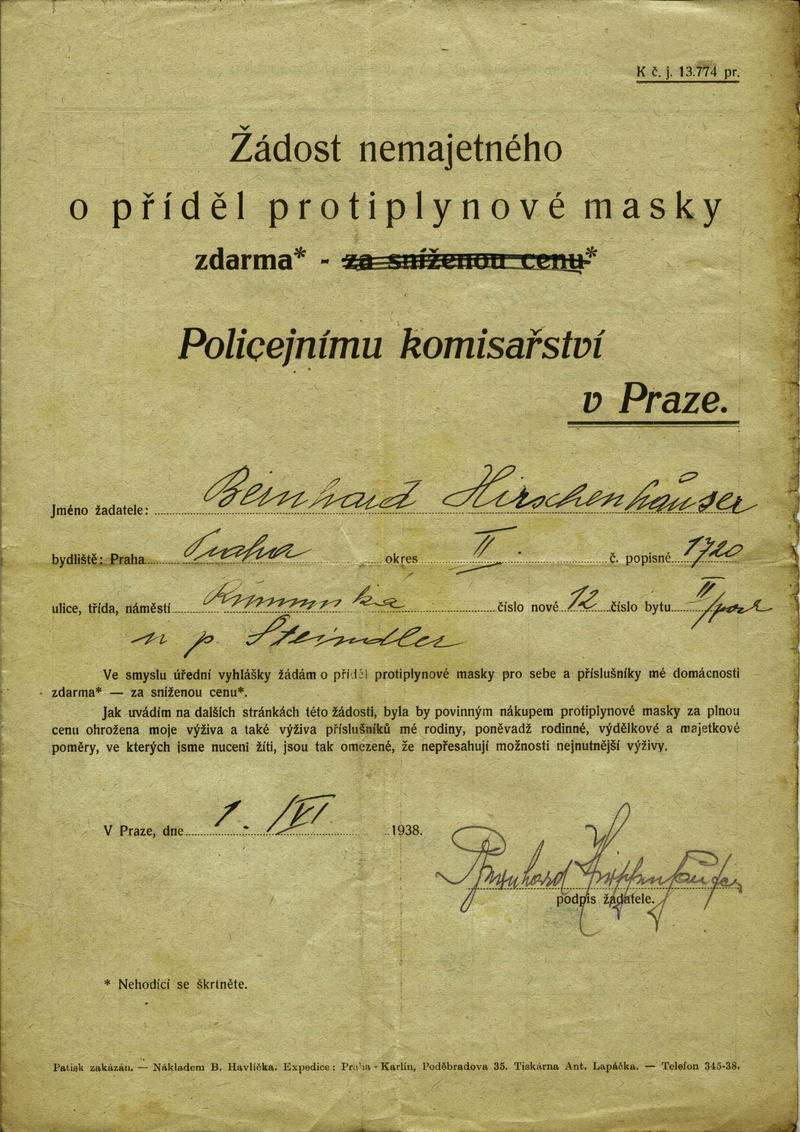 K č. j. 13.774 pr.
Žádost nemajetného
o příděl protiplynové masky
zdarma* - za sníženou cenu*
Policejnímu komisařství
v Praze.
Jméno žadatele: Beinhard Hirschenhäuser
bydliště: Praha Praha okres II. č. popisné 1720
ulice, třída, náměstí Rumunská číslo nové 12 číslo bytu II/posch
u p. Steindler
Ve smyslu úřední vyhlášky žádám o příděl protiplynové masky pro sebe a příslušníky mé domácnosti
zdarma* — za sníženou cenu*.
Jak uvádím na dalších stránkách této žádosti, byla by povinným nákupem protiplynové masky za plnou
cenu ohrožena moje výživa a také výživa příslušníků mé rodiny, poněvadž rodinné, výdělkové a majetkové
poměry, ve kterých jsme nuceni žíti, jsou tak omezené, že nepřesahují možnosti nejnutnější výživy.
V Praze, dne 1. IVI 1938.
Bernhard Hirschenhauser
podpis žadatele.
* Nehodící se škrtněte.
Patisk zakázán. — Nákladem B. Havlíčka. Expedice: Praha - Karlín, Poděbradova 35. Tiskárna Ant. Lapáčka. — Telefon 345-38.